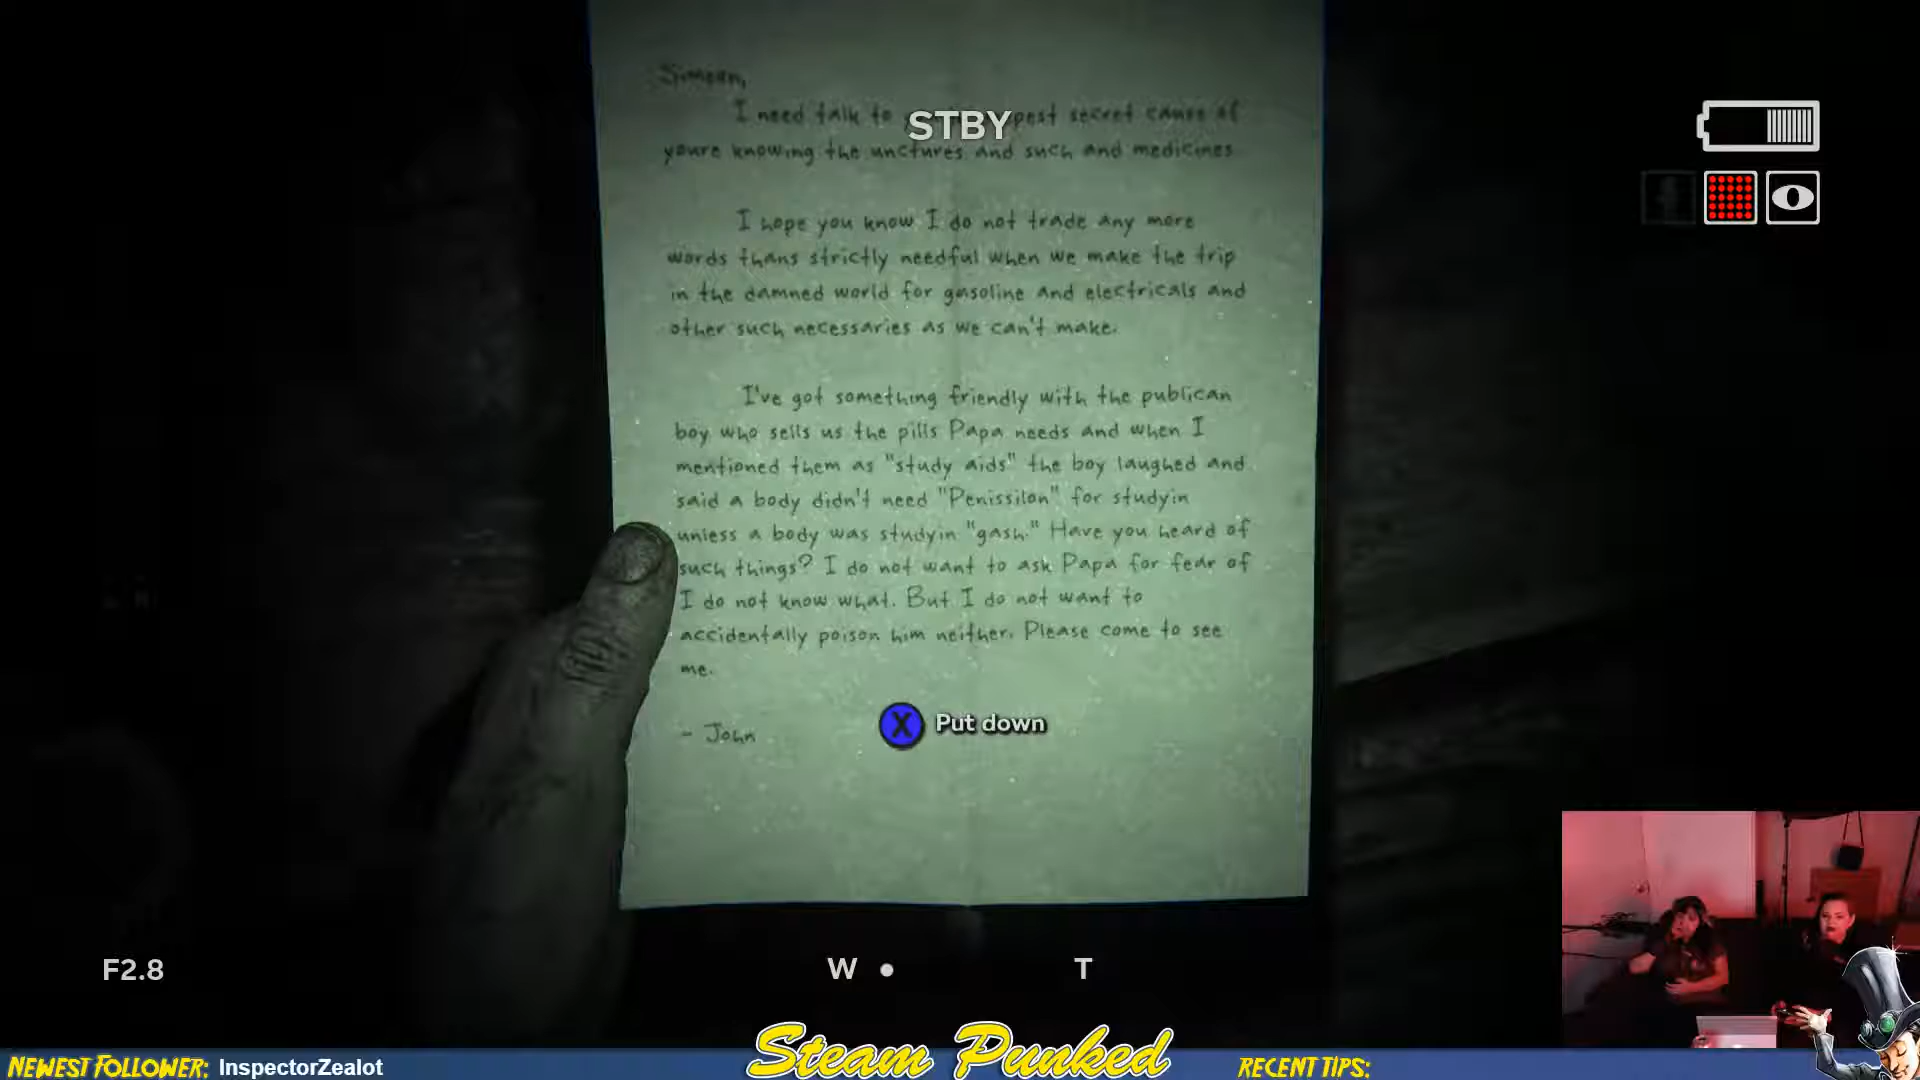 Simeon,
I need talk to pest secret cause of
STBY
youre knowing the unctures and such and medicines
I hope you know I do not trade any more
words thans strictly needful when we make the trip
in the damned world for gasoline and electricals and
other such necessaries as we can't make.
I've got something friendly with the publican
boy who sells us the pills Papa needs and when I
mentioned them as "study aids" the boy laughed and
said a body didn't need "Penissilon" for studyin
unless a body was studyin "gash." Have you heard of
such things? I do not want to ask Papa for fear of
I do not know what. But I do not want to
accidentally poison him neither. Please come to see
me.
- John
X Put down
F2.8
W T
Steam Punked
NEWEST FOLLOWER: InspectorZealot
RECENT TIPS: